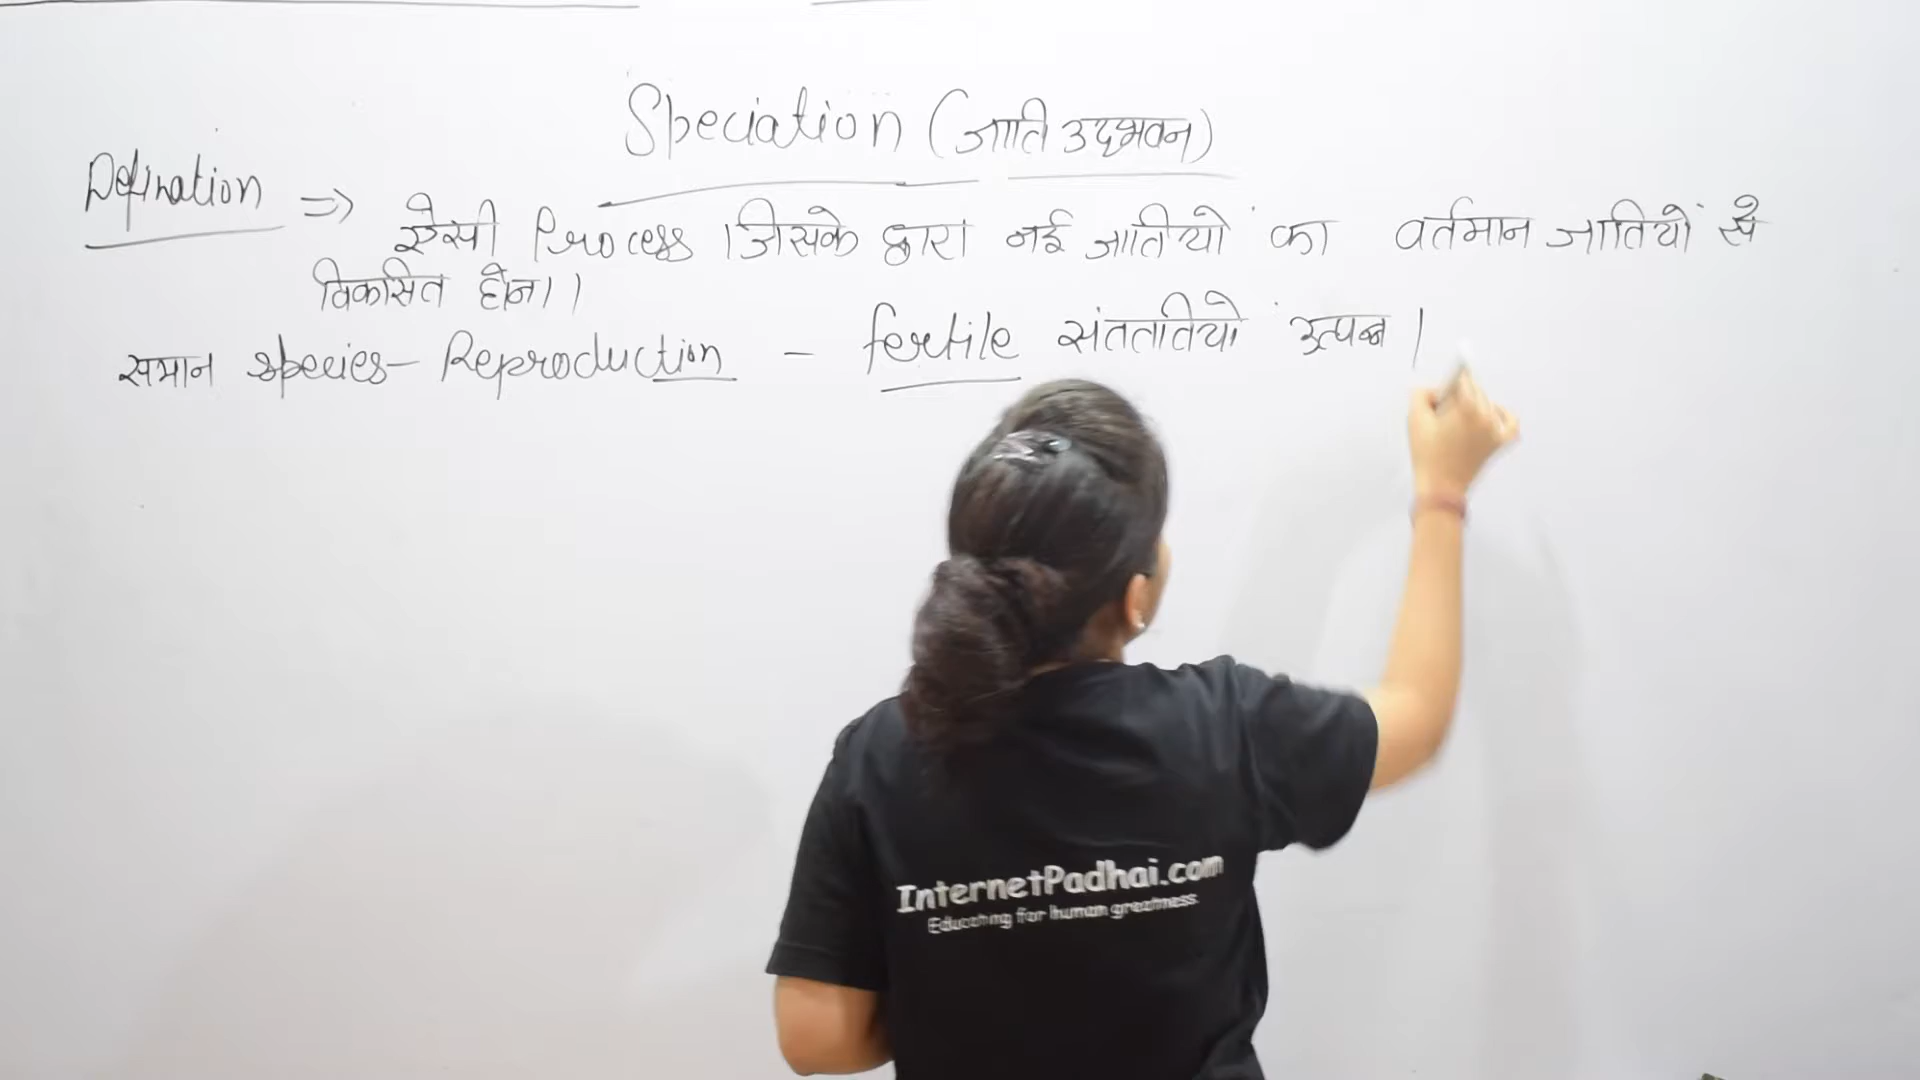 Speciation (जाति उद्भवन)
Defination ⇒ ऐसी Process जिसके द्वारा नई जातियों का वर्तमान जातियों से
विकसित होना।
समान species - Reproduction - fertile संततातियो उत्पन्न।
InternetPadhai.com
Educating for human greatness